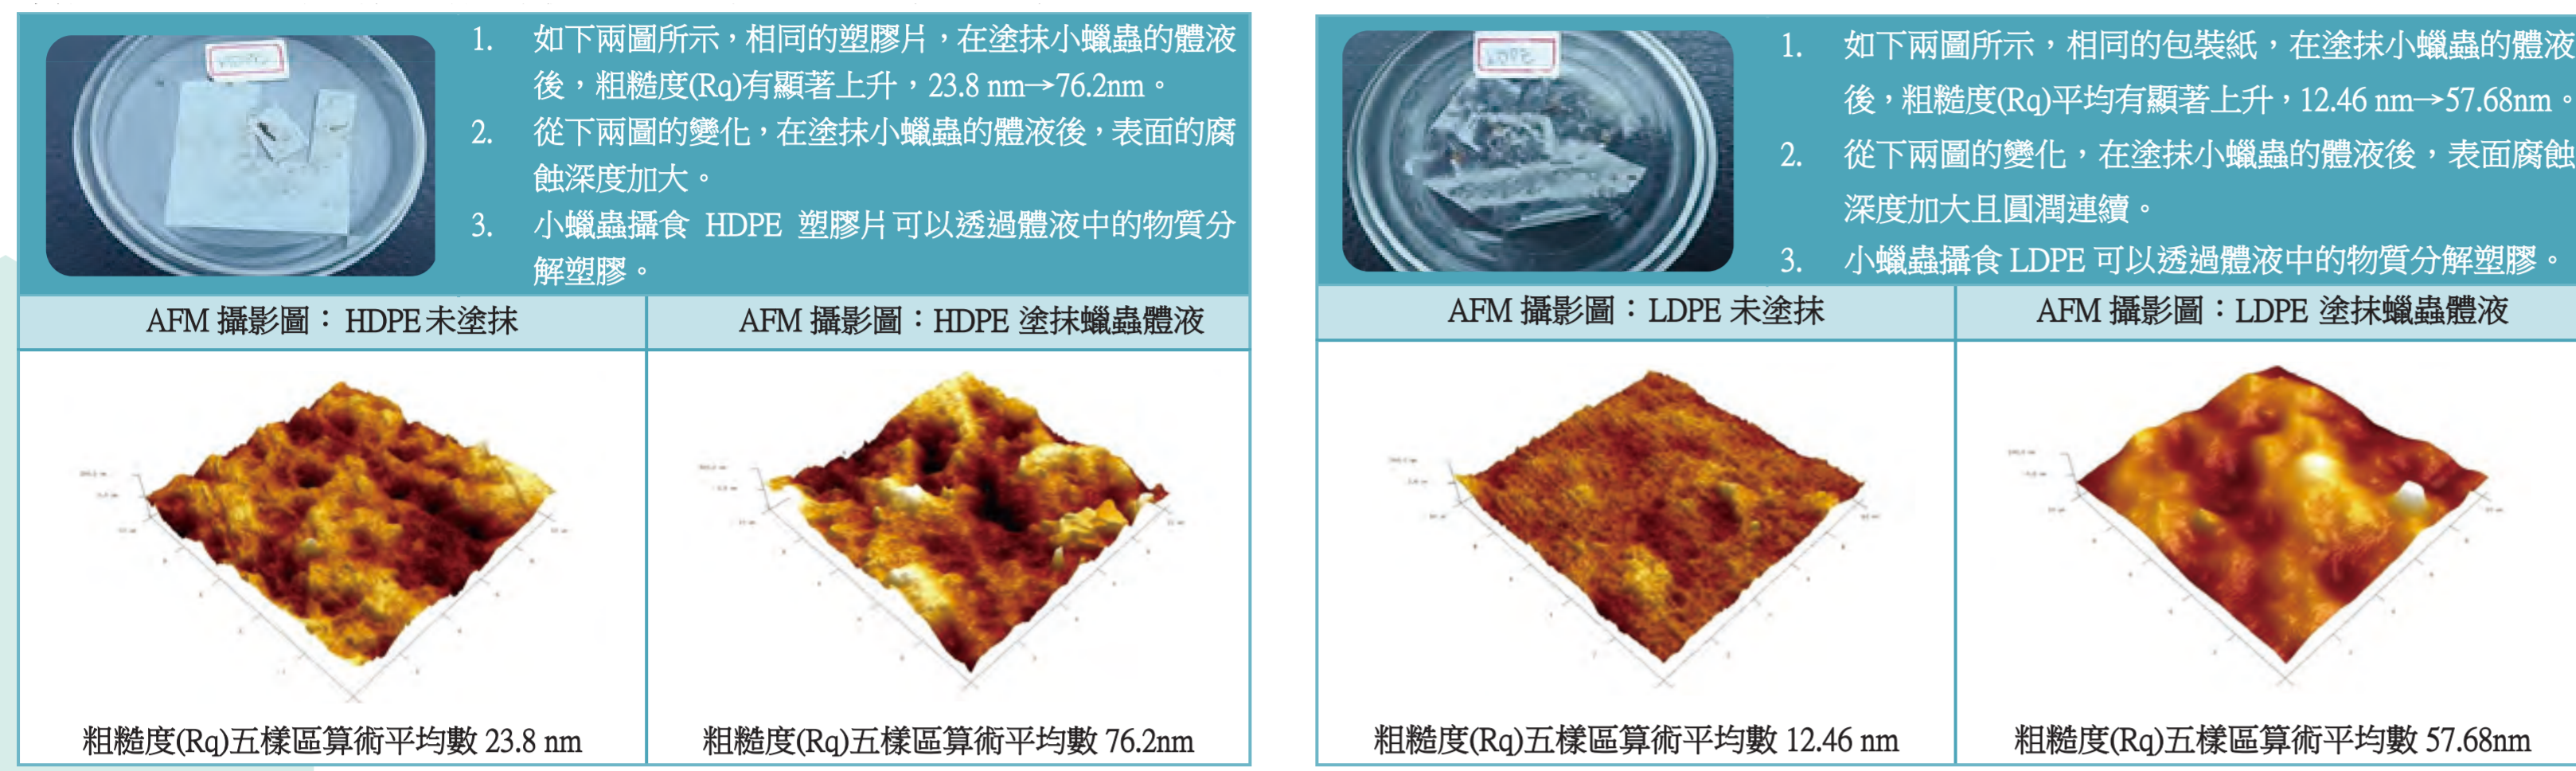 1. 如下兩圖所示，相同的塑膠片，在塗抹小蠟蟲的體液
後，粗糙度(Rq)有顯著上升，23.8 nm→76.2nm。
2. 從下兩圖的變化，在塗抹小蠟蟲的體液後，表面的腐
蝕深度加大。
3. 小蠟蟲攝食 HDPE 塑膠片可以透過體液中的物質分
解塑膠。
AFM 攝影圖： HDPE 未塗抹
AFM 攝影圖：HDPE 塗抹蠟蟲體液
粗糙度(Rq)五樣區算術平均數 23.8 nm
粗糙度(Rq)五樣區算術平均數 76.2nm
LDPE
1. 如下兩圖所示，相同的包裝紙，在塗抹小蠟蟲的體液
後，粗糙度(Rq)平均有顯著上升，12.46 nm→57.68nm。
2. 從下兩圖的變化，在塗抹小蠟蟲的體液後，表面腐蝕
深度加大且圓潤連續。
3. 小蠟蟲攝食 LDPE 可以透過體液中的物質分解塑膠。
AFM 攝影圖：LDPE 未塗抹
AFM 攝影圖：LDPE 塗抹蠟蟲體液
粗糙度(Rq)五樣區算術平均數 12.46 nm
粗糙度(Rq)五樣區算術平均數 57.68nm